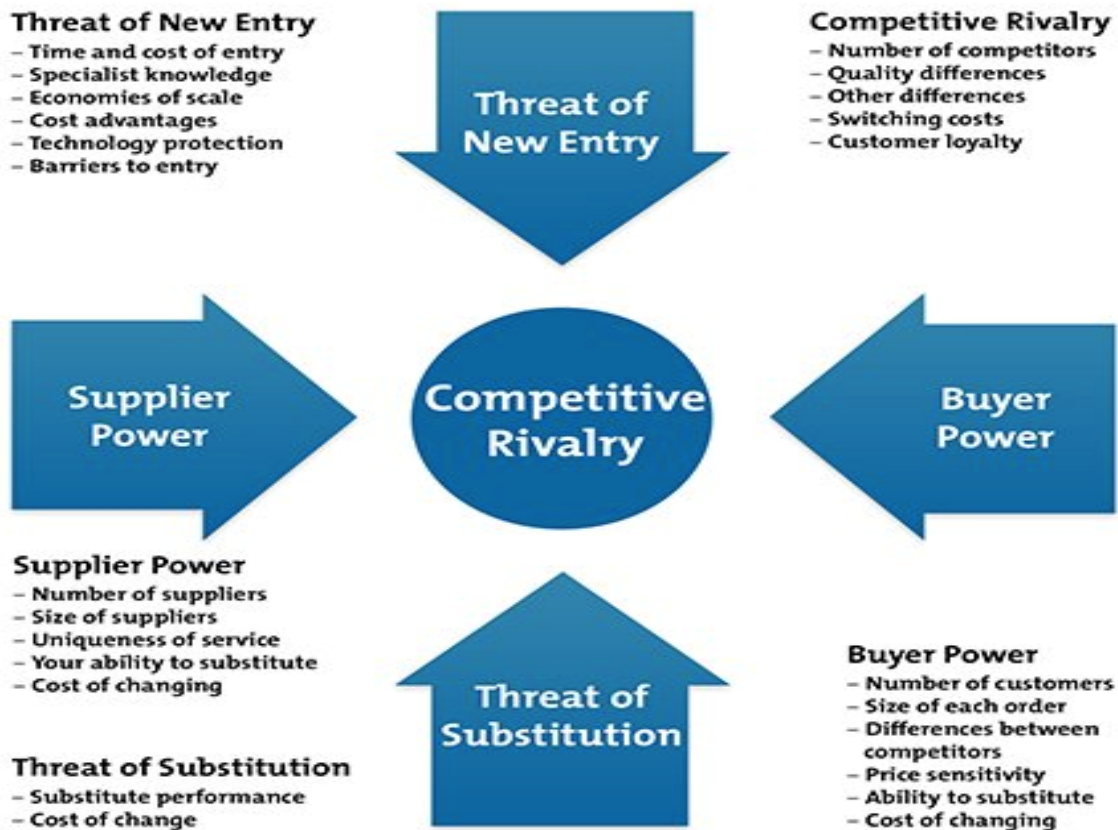 Threat of New Entry
– Time and cost of entry
– Specialist knowledge
– Economies of scale
– Cost advantages
– Technology protection
– Barriers to entry
Threat of
New Entry
Competitive Rivalry
– Number of competitors
– Quality differences
– Other differences
– Switching costs
– Customer loyalty
Supplier
Power
Competitive
Rivalry
Buyer
Power
Supplier Power
– Number of suppliers
– Size of suppliers
– Uniqueness of service
– Your ability to substitute
– Cost of changing
Threat of Substitution
– Substitute performance
– Cost of change
Threat of
Substitution
Buyer Power
– Number of customers
– Size of each order
– Differences between
competitors
– Price sensitivity
– Ability to substitute
– Cost of changing